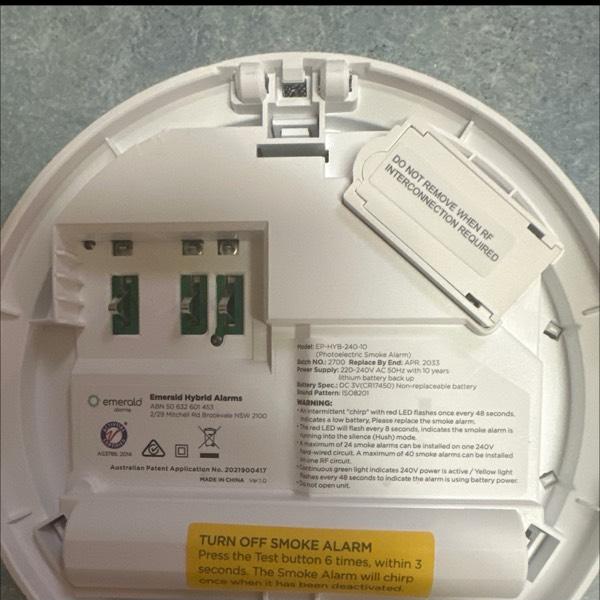 DO NOT REMOVE WHEN RF
INTERCONNECTION REQUIRED
Model: EP-HYB-240-10
(Photoelectric Smoke Alarm)
Batch NO.: 2700 Replace By End: APR. 2033
Power Supply: 220-240V AC 50Hz with 10 years
lithium battery back up
Battery Spec.: DC 3V(CR17450) Non-replaceable battery
Sound Pattern: ISO8201
WARNING:
• An intermittent "chirp" with red LED flashes once every 48 seconds,
indicates a low battery, Please replace the smoke alarm.
• The red LED will flash every 8 seconds, indicates the smoke alarm is
running into the silence (Hush) mode.
• A maximum of 24 smoke alarms can be installed on one 240V
hard-wired circuit. A maximum of 40 smoke alarms can be installed
on one RF circuit.
• Continuous green light indicates 240V power is active / Yellow light
flashes every 48 seconds to indicate the alarm is using battery power.
• Do not open unit.
emerald
alarms
Emerald Hybrid Alarms
ABN 50 632 601 453
2/29 Mitchell Rd Brookvale NSW 2100
AS3786: 2014
Australian Patent Application No. 2021900417
MADE IN CHINA Ver 1.0
TURN OFF SMOKE ALARM
Press the Test button 6 times, within 3
seconds. The Smoke Alarm will chirp
once when it has been deactivated.